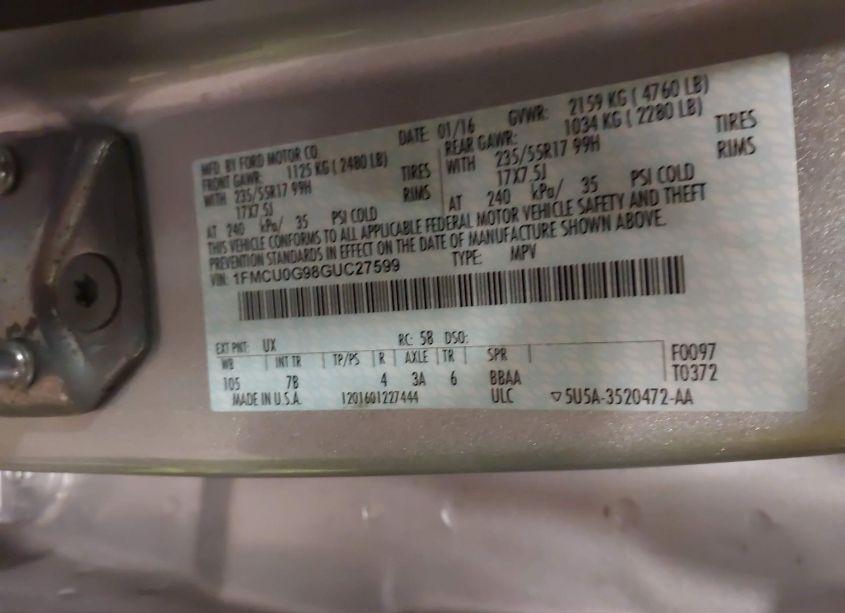 MFD. BY FORD MOTOR CO. DATE: 01/16 GVWR: 2159 KG ( 4760 LB)
FRONT GAWR: 1125 KG ( 2480 LB) REAR GAWR: 1034 KG ( 2280 LB)
WITH 235/55R17 99H TIRES WITH 235/55R17 99H TIRES
17X7.5J RIMS 17X7.5J RIMS
AT 240 kPa/ 35 PSI COLD AT 240 kPa/ 35 PSI COLD
THIS VEHICLE CONFORMS TO ALL APPLICABLE FEDERAL MOTOR VEHICLE SAFETY AND THEFT
PREVENTION STANDARDS IN EFFECT ON THE DATE OF MANUFACTURE SHOWN ABOVE.
VIN: 1FMCU0G98GUC27599 TYPE: MPV
EXT PNT: UX RC: 58 DSO:
WB INT TR TP/PS R AXLE TR SPR F0097
105 7B 4 3A 6 BBAA T0372
MADE IN U.S.A. 1201601227444 ULC ▽5U5A-3520472-AA